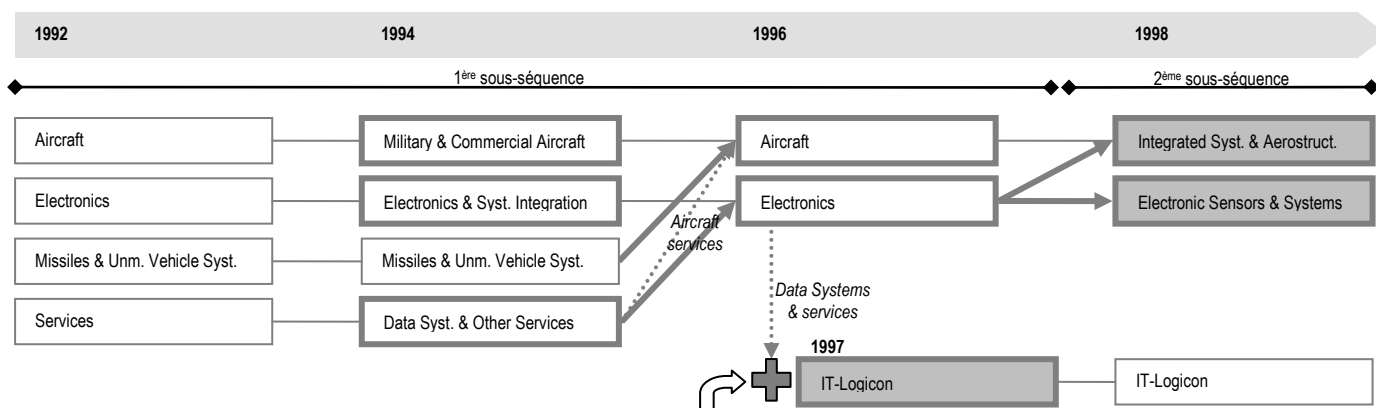 1992 1994 1996 1998
1ère sous-séquence 2ème sous-séquence
Aircraft Military & Commercial Aircraft Aircraft Integrated Syst. & Aerostruct.
Electronics Electronics & Syst. Integration Electronics Electronic Sensors & Systems
Aircraft
services
Missiles & Unm. Vehicle Syst. Missiles & Unm. Vehicle Syst.
Data Systems
& services
Services Data Syst. & Other Services
1997
IT-Logicon IT-Logicon